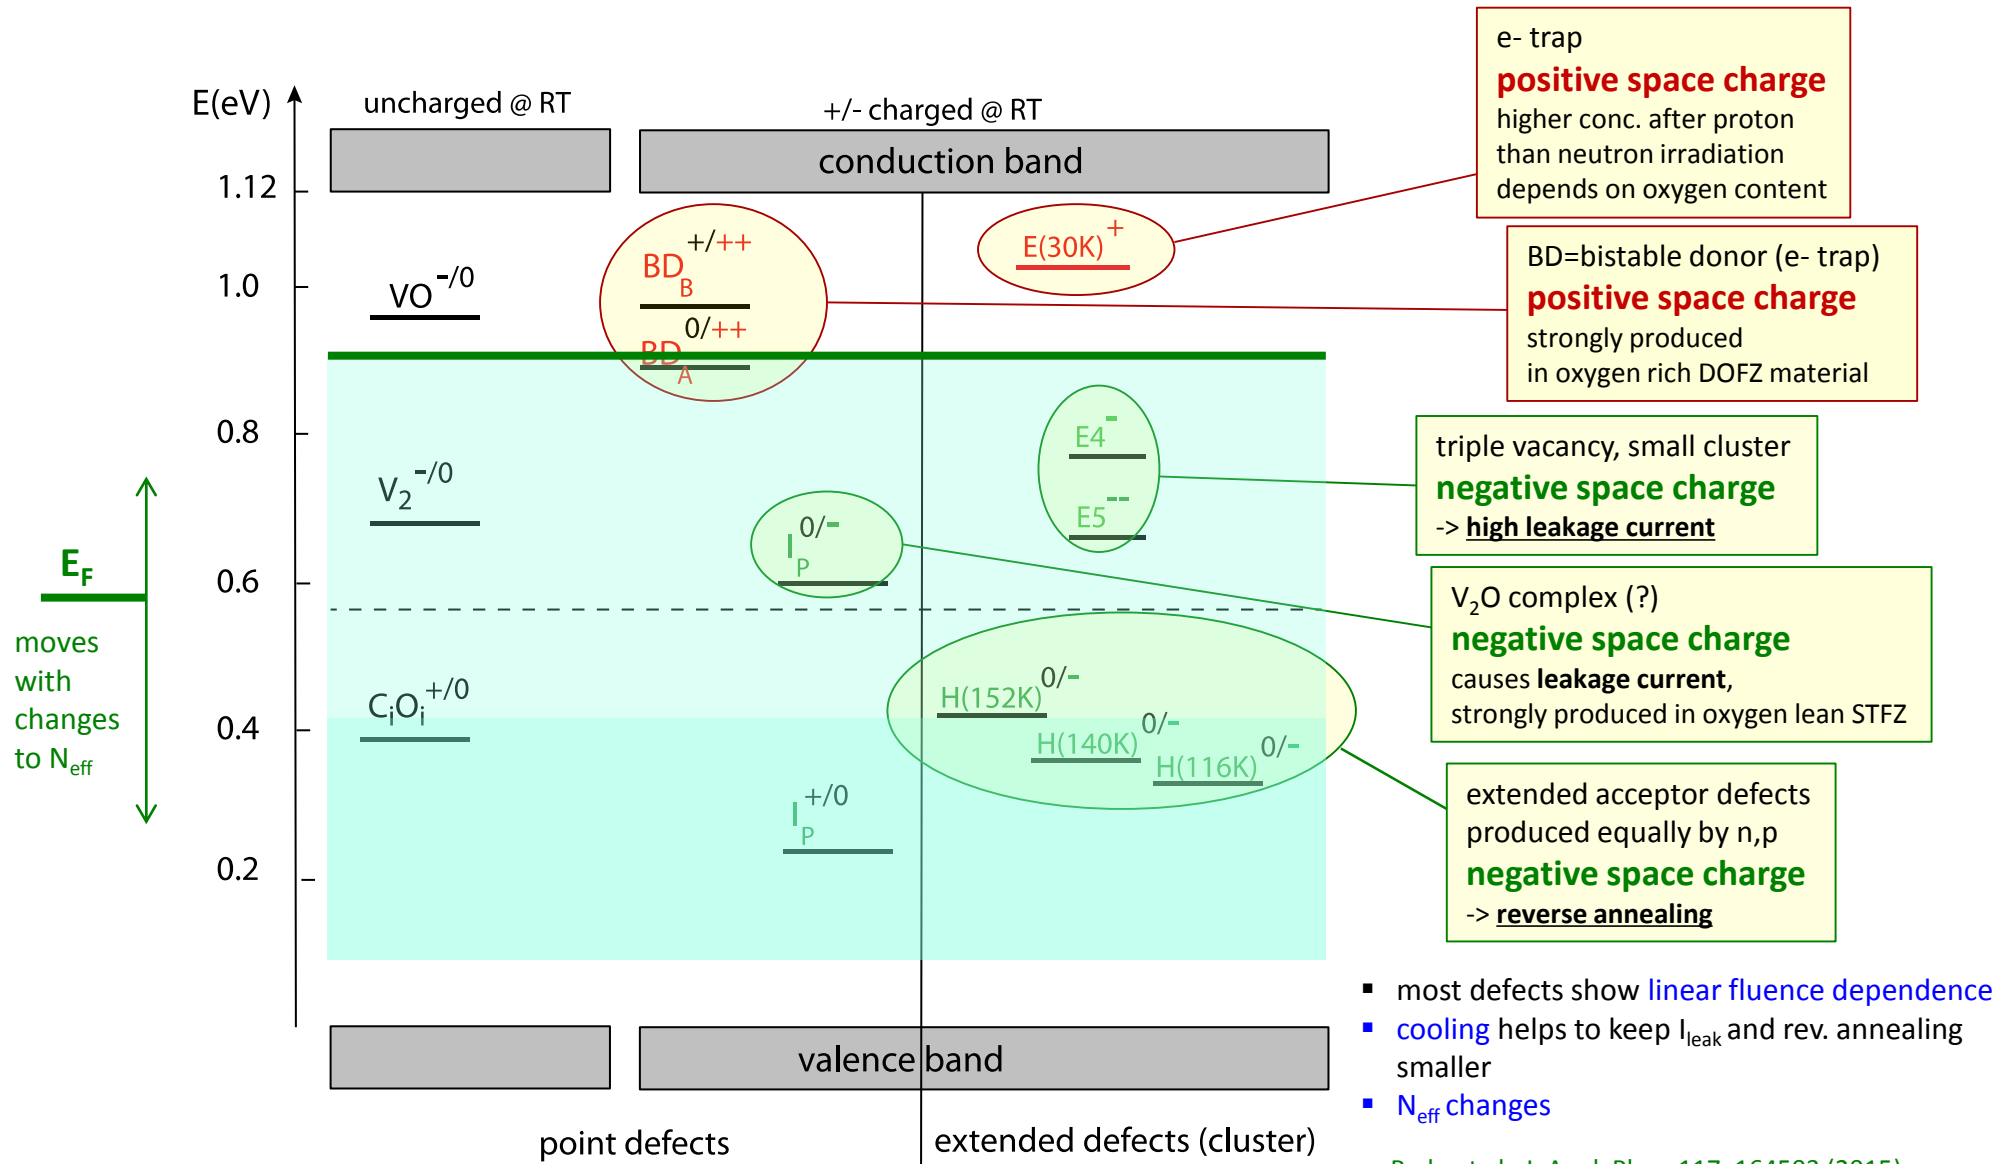 E(eV)
uncharged @ RT
+/- charged @ RT
conduction band
1.12
1.0
0.8
0.6
0.4
0.2
VO -/0
BD B +/++
BD A 0/++
E(30K) +
V2 -/0
E4 -
E5 --
IP 0/-
CiOi +/0
H(152K) 0/-
H(140K) 0/-
H(116K) 0/-
IP +/0
valence band
point defects
extended defects (cluster)
EF
moves
with
changes
to Neff
e- trap
positive space charge
higher conc. after proton
than neutron irradiation
depends on oxygen content
BD=bistable donor (e- trap)
positive space charge
strongly produced
in oxygen rich DOFZ material
triple vacancy, small cluster
negative space charge
-> high leakage current
V2O complex (?)
negative space charge
causes leakage current,
strongly produced in oxygen lean STFZ
extended acceptor defects
produced equally by n,p
negative space charge
-> reverse annealing
▪ most defects show linear fluence dependence
▪ cooling helps to keep Ileak and rev. annealing
smaller
▪ Neff changes